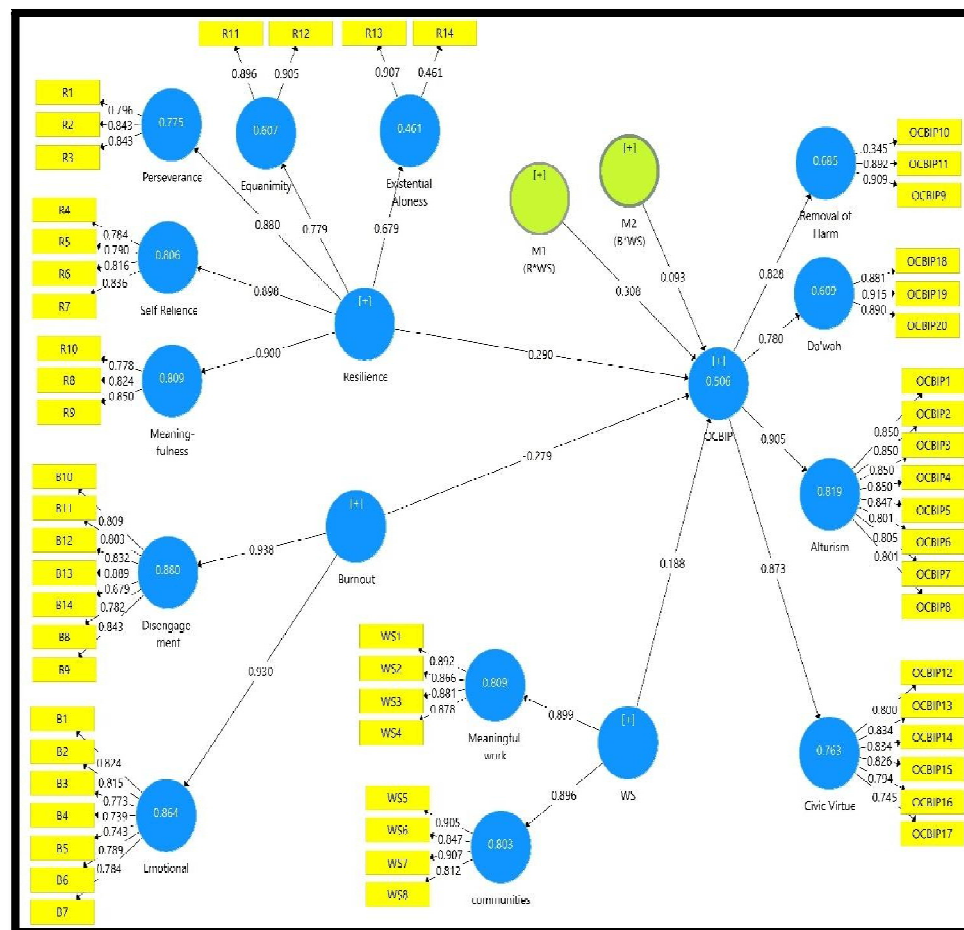 R11
R12
R13
R14
0.896
0.905
0.907
0.461
R1
R2
R3
0.796
0.843
0.843
0.775
Perseverance
0.607
Equanimity
0.461
Existential
Aloness
[+]
M1
(R*WS)
[+]
M2
(B*WS)
0.685
Removal of
Harm
0.345
0.892
0.909
OCBIP10
OCBIP11
OCBIP9
R4
R5
R6
R7
0.784
0.790
0.816
0.836
0.806
Self Relience
0.880
0.779
0.679
0.898
0.308
0.093
0.828
0.609
Da'wah
0.881
0.915
0.890
OCBIP18
OCBIP19
OCBIP20
0.780
R10
R8
R9
0.778
0.824
0.850
0.809
Meaning-
fulness
0.900
[+]
Resilience
0.290
[+]
0.506
OCBIP
0.905
0.819
Alturism
0.850
0.850
0.850
0.850
0.847
0.801
0.805
0.801
OCBIP1
OCBIP2
OCBIP3
OCBIP4
OCBIP5
OCBIP6
OCBIP7
OCBIP8
B10
B12
B13
B14
B8
B9
0.809
0.803
0.832
0.889
0.679
0.782
0.843
0.880
Disengage
ment
0.938
[+]
Burnout
-0.279
0.188
0.873
0.930
B1
B2
B3
B4
B5
B6
B7
0.824
0.815
0.773
0.739
0.743
0.789
0.784
0.864
Emotional
WS1
WS2
WS3
WS4
0.892
0.866
0.881
0.878
0.809
Meaningful
work
0.899
[+]
WS
0.896
WS5
WS6
WS7
WS8
0.905
0.847
0.907
0.812
0.803
communities
0.763
Civic Virtue
0.800
0.834
0.834
0.826
0.794
0.745
OCBIP12
OCBIP13
OCBIP14
OCBIP15
OCBIP16
OCBIP17